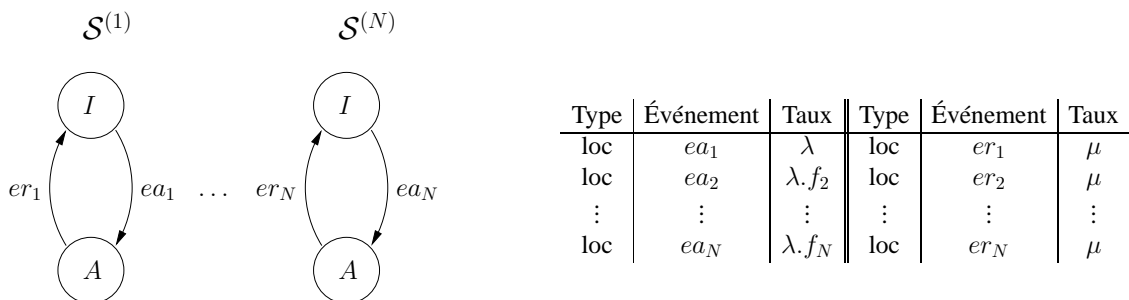 𝒮^(1) 𝒮^(N)
I I
er_1 ea_1 ... er_N ea_N
A A
Type Événement Taux Type Événement Taux
loc ea_1 λ loc er_1 μ
loc ea_2 λ.f_2 loc er_2 μ
⋮ ⋮ ⋮ ⋮ ⋮ ⋮
loc ea_N λ.f_N loc er_N μ